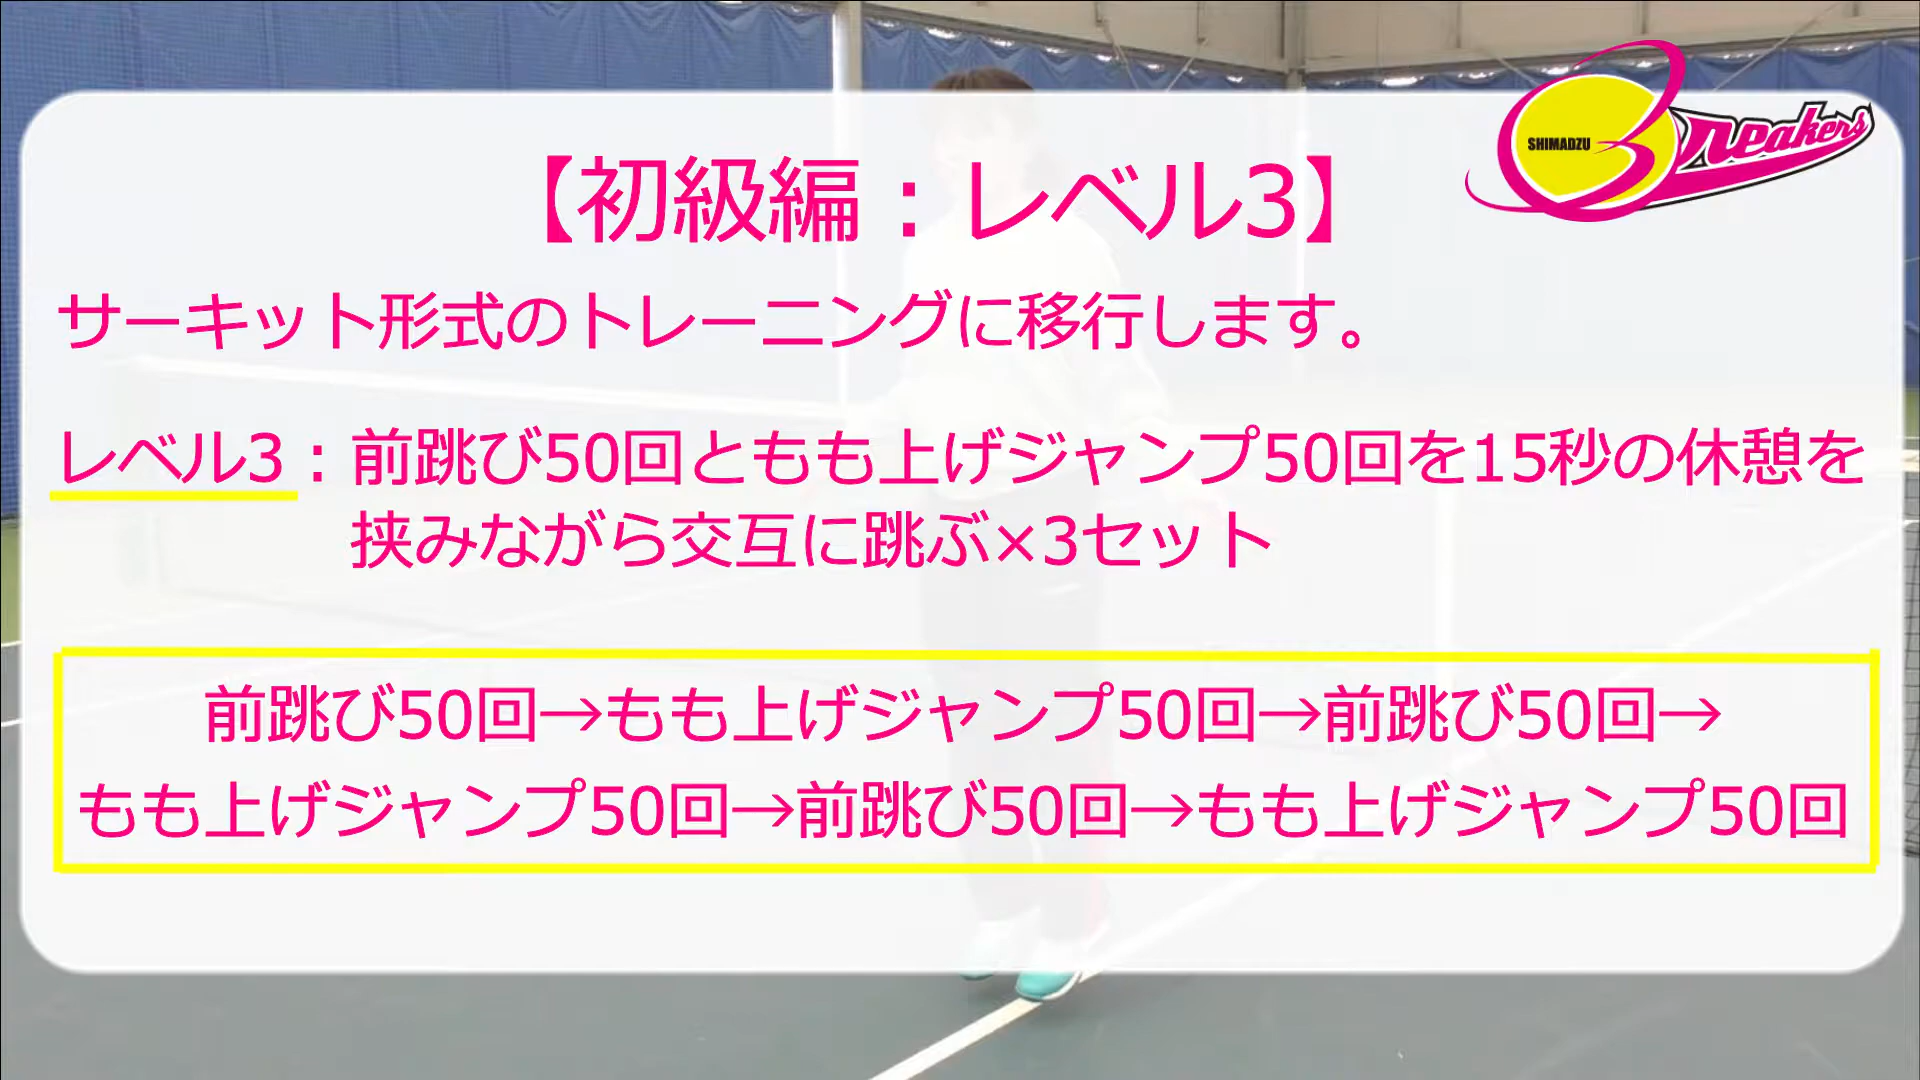 SHIMADZU Breakers
【初級編：レベル3】
サーキット形式のトレーニングに移行します。
レベル3：前跳び50回ともも上げジャンプ50回を15秒の休憩を
挟みながら交互に跳ぶ×3セット
前跳び50回→もも上げジャンプ50回→前跳び50回→
もも上げジャンプ50回→前跳び50回→もも上げジャンプ50回